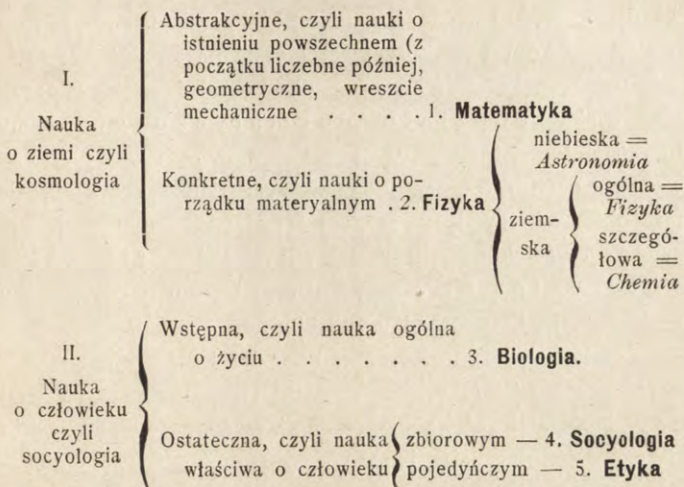 I.
Nauka
o ziemi czyli
kosmologia
Abstrakcyjne, czyli nauki o
istnieniu powszechnem (z
początku liczebne później,
geometryczne, wreszcie
mechaniczne . . . . 1. Matematyka
Konkretne, czyli nauki o po-
rządku materyalnym . 2. Fizyka
niebieska =
Astronomia
ziem-
ska
ogólna =
Fizyka
szczegó-
łowa =
Chemia
II.
Nauka
o człowieku
czyli
socyologia
Wstępna, czyli nauka ogólna
o życiu . . . . . . . 3. Biologia.
Ostateczna, czyli nauka
właściwa o człowieku
zbiorowym — 4. Socyologia
pojedyńczym — 5. Etyka